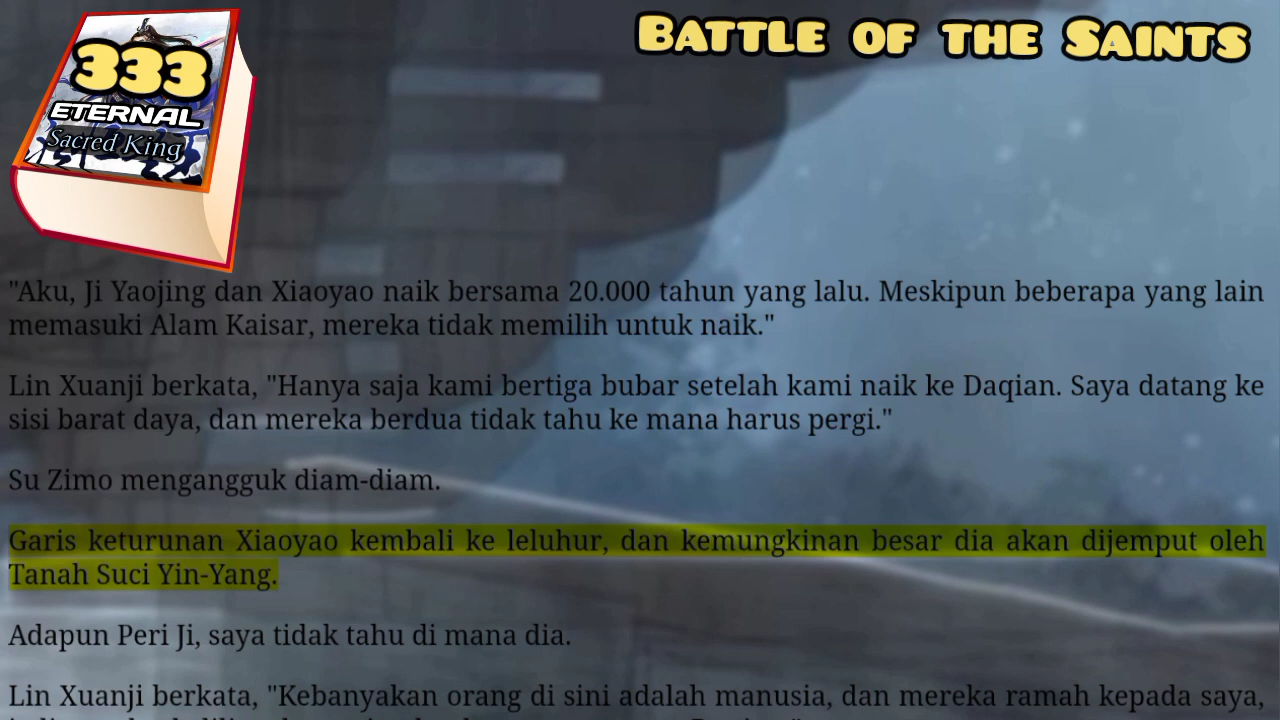 Battle of the Saints
333
ETERNAL
Sacred King
"Aku, Ji Yaojing dan Xiaoyao naik bersama 20.000 tahun yang lalu. Meskipun beberapa yang lain
memasuki Alam Kaisar, mereka tidak memilih untuk naik."
Lin Xuanji berkata, "Hanya saja kami bertiga bubar setelah kami naik ke Daqian. Saya datang ke
sisi barat daya, dan mereka berdua tidak tahu ke mana harus pergi."
Su Zimo mengangguk diam-diam.
Garis keturunan Xiaoyao kembali ke leluhur, dan kemungkinan besar dia akan dijemput oleh
Tanah Suci Yin-Yang.
Adapun Peri Ji, saya tidak tahu di mana dia.
Lin Xuanji berkata, "Kebanyakan orang di sini adalah manusia, dan mereka ramah kepada saya,